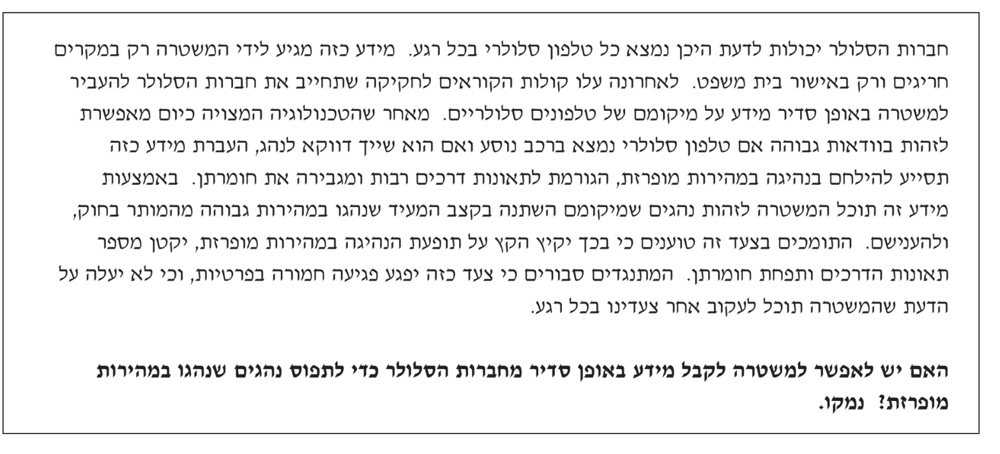 חברות הסלולר יכולות לדעת היכן נמצא כל טלפון סלולרי בכל רגע. מידע כזה מגיע לידי המשטרה רק במקרים
חריגים ורק באישור בית משפט. לאחרונה עלו קולות הקוראים לחקיקה שתחייב את חברות הסלולר להעביר
למשטרה באופן סדיר מידע על מיקומם של טלפונים סלולריים. מאחר שהטכנולוגיה המצויה כיום מאפשרת
לזהות בוודאות גבוהה אם טלפון סלולרי נמצא ברכב נוסע ואם הוא שייך דווקא לנהג, העברת מידע כזה
תסייע להילחם בנהיגה במהירות מופרזת, הגורמת לתאונות דרכים רבות ומגבירה את חומרתן. באמצעות
מידע זה תוכל המשטרה לזהות נהגים שמיקומם השתנה בקצב המעיד שנהגו במהירות גבוהה מהמותר בחוק,
ולהענישם. התומכים בצעד זה טוענים כי בכך יקיץ הקץ על תופעת הנהיגה במהירות מופרזת, יקטן מספר
תאונות הדרכים ותפחת חומרתן. המתנגדים סבורים כי צעד כזה יפגע פגיעה חמורה בפרטיות, וכי לא יעלה על
הדעת שהמשטרה תוכל לעקוב אחר צעדינו בכל רגע.
האם יש לאפשר למשטרה לקבל מידע באופן סדיר מחברות הסלולר כדי לתפוס נהגים שנהגו במהירות
מופרזת? נמקו.